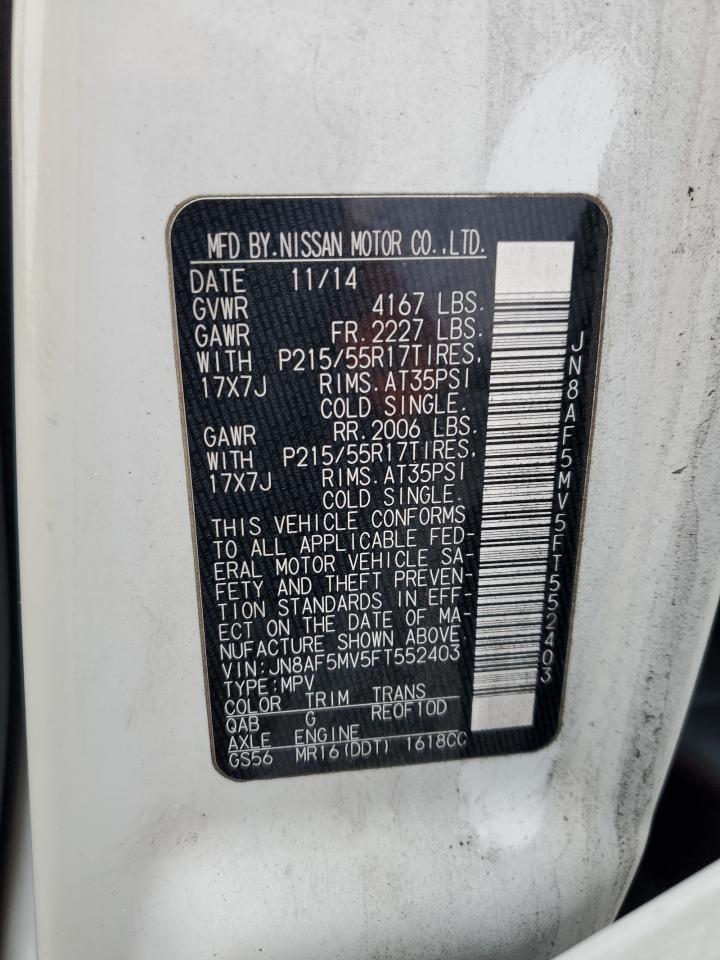 MFD BY.NISSAN MOTOR CO.,LTD.
DATE 11/14
GVWR 4167 LBS.
GAWR FR.2227 LBS.
WITH P215/55R17TIRES,
17X7J RIMS.AT35PSI
COLD SINGLE.
GAWR RR.2006 LBS.
WITH P215/55R17TIRES,
17X7J RIMS.AT35PSI
COLD SINGLE.
THIS VEHICLE CONFORMS
TO ALL APPLICABLE FED-
ERAL MOTOR VEHICLE SA-
FETY AND THEFT PREVEN-
TION STANDARDS IN EFF-
ECT ON THE DATE OF MA-
NUFACTURE SHOWN ABOVE.
VIN:JN8AF5MV5FT552403
TYPE:MPV
COLOR TRIM TRANS
QAB G RE0F10D
AXLE ENGINE
GS56 MR16(DDT) 1618CC
JN8AF5MV5FT552403